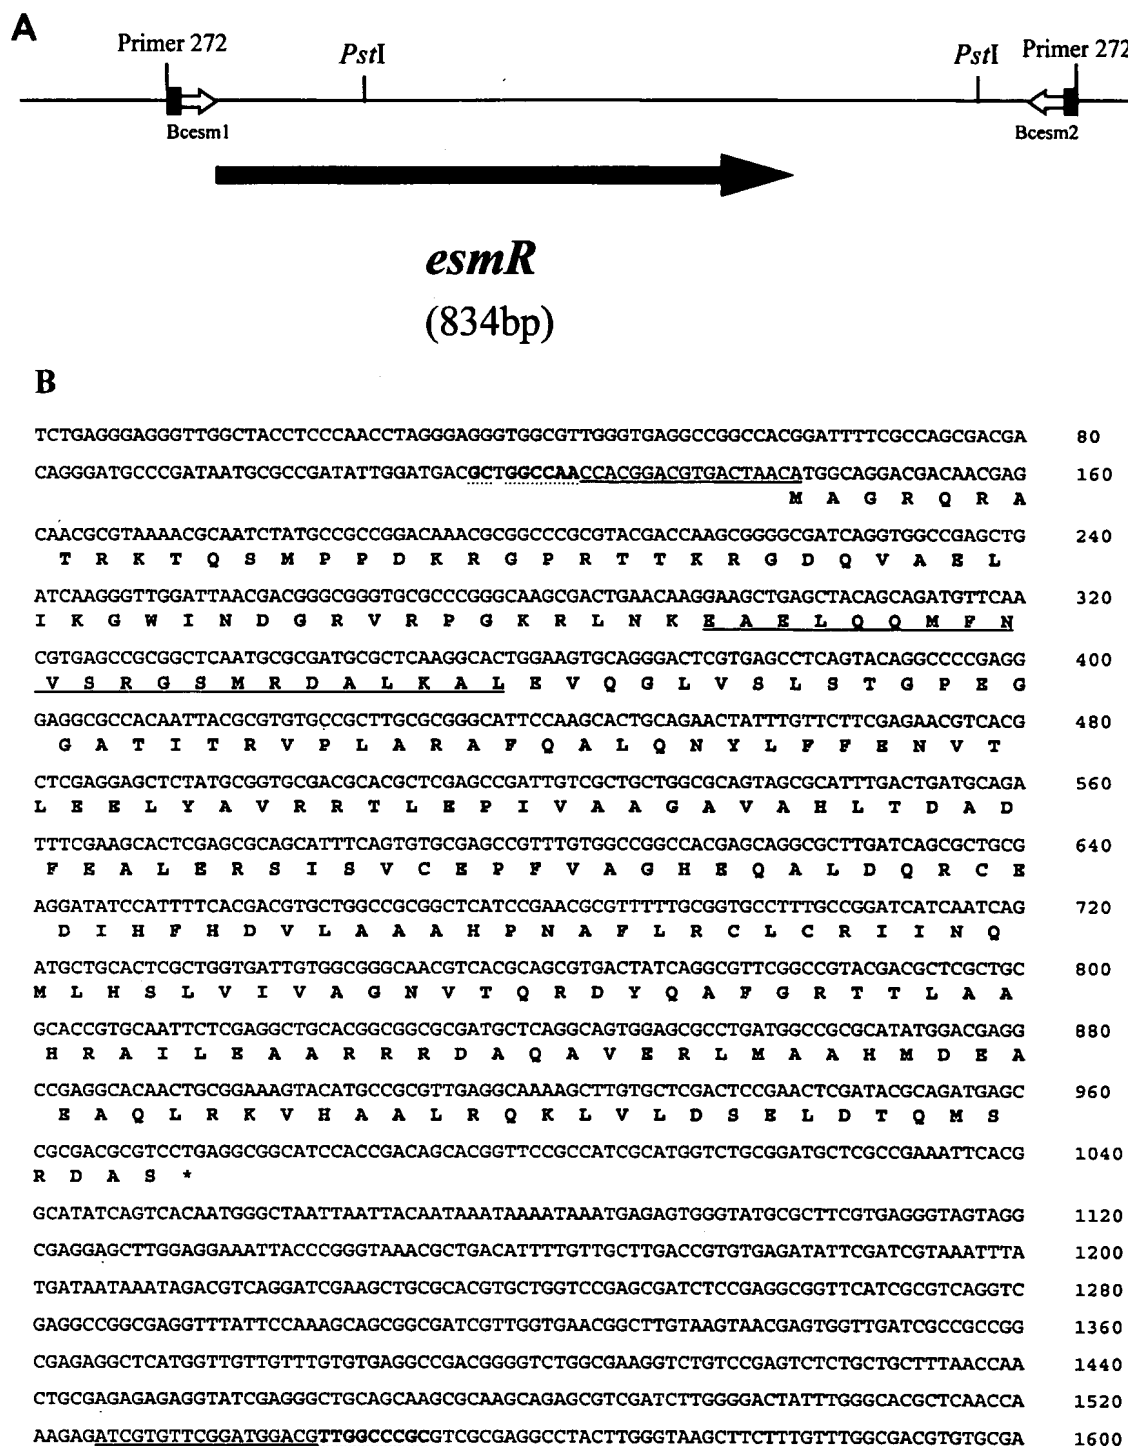 A
Primer 272 PstI PstI Primer 272
Bcesm1 Bcesm2
esmR
(834bp)
B
TCTGAGGGAGGGTTGGCTACCTCCCAACCTAGGGAGGGTGGCGTTGGGTGAGGCCGGCCACGGATTTTCGCCAGCGACGA 80
CAGGGATGCCCGATAATGCGCCGATATTGGATGACGCTGGCCAACCACGGACGTGACTAACATGGCAGGACGACAACGAG 160
M A G R Q R A
CAACGCGTAAAACGCAATCTATGCCGCCGGACAAACGCGGCCCGCGTACGACCAAGCGGGGCGATCAGGTGGCCGAGCTG 240
T R K T Q S M P P D K R G P R T T K R G D Q V A E L
ATCAAGGGTTGGATTAACGACGGGCGGGTGCGCCCGGGCAAGCGACTGAACAAGGAAGCTGAGCTACAGCAGATGTTCAA 320
I K G W I N D G R V R P G K R L N K E A E L Q Q M F N
CGTGAGCCGCGGCTCAATGCGCGATGCGCTCAAGGCACTGGAAGTGCAGGGACTCGTGAGCCTCAGTACAGGCCCCGAGG 400
V S R G S M R D A L K A L E V Q G L V S L S T G P E G
GAGGCGCCACAATTACGCGTGTGCCGCTTGCGCGGGCATTCCAAGCACTGCAGAACTATTTGTTCTTCGAGAACGTCACG 480
G A T I T R V P L A R A F Q A L Q N Y L F F E N V T
CTCGAGGAGCTCTATGCGGTGCGACGCACGCTCGAGCCGATTGTCGCTGCTGGCGCAGTAGCGCATTTGACTGATGCAGA 560
L E E L Y A V R R T L E P I V A A G A V A H L T D A D
TTTCGAAGCACTCGAGCGCAGCATTTCAGTGTGCGAGCCGTTTGTGGCCGGCCACGAGCAGGCGCTTGATCAGCGCTGCG 640
F E A L E R S I S V C E P F V A G H E Q A L D Q R C E
AGGATATCCATTTTCACGACGTGCTGGCCGCGGCTCATCCGAACGCGTTTTTGCGGTGCCTTTGCCGGATCATCAATCAG 720
D I H F H D V L A A A H P N A F L R C L C R I I N Q
ATGCTGCACTCGCTGGTGATTGTGGCGGGCAACGTCACGCAGCGTGACTATCAGGCGTTCGGCCGTACGACGCTCGCTGC 800
M L H S L V I V A G N V T Q R D Y Q A F G R T T L A A
GCACCGTGCAATTCTCGAGGCTGCACGGCGGCGCGATGCTCAGGCAGTGGAGCGCCTGATGGCCGCGCATATGGACGAGG 880
H R A I L E A A R R R D A Q A V E R L M A A H M D E A
CCGAGGCACAACTGCGGAAAGTACATGCCGCGTTGAGGCAAAAGCTTGTGCTCGACTCCGAACTCGATACGCAGATGAGC 960
E A Q L R K V H A A L R Q K L V L D S E L D T Q M S
CGCGACGCGTCCTGAGGCGGCATCCACCGACAGCACGGTTCCGCCATCGCATGGTCTGCGGATGCTCGCCGAAATTCACG 1040
R D A S *
GCATATCAGTCACAATGGGCTAATTAATTACAATAAATAAAATAAATGAGAGTGGGTATGCGCTTCGTGAGGGTAGTAGG 1120
CGAGGAGCTTGGAGGAAATTACCCGGGTAAACGCTGACATTTTGTTGCTTGACCGTGTGAGATATTCGATCGTAAATTTA 1200
TGATAATAAATAGACGTCAGGATCGAAGCTGCGCACGTGCTGGTCCGAGCGATCTCCGAGGCGGTTCATCGCGTCAGGTC 1280
GAGGCCGGCGAGGTTTATTCCAAAGCAGCGGCGATCGTTGGTGAACGGCTTGTAAGTAACGAGTGGTTGATCGCCGCCGG 1360
CGAGAGGCTCATGGTTGTTGTTTGTGTGAGGCCGACGGGGTCTGGCGAAGGTCTGTCCGAGTCTCTGCTGCTTTAACCAA 1440
CTGCGAGAGAGAGGTATCGAGGGCTGCAGCAAGCGCAAGCAGAGCGTCGATCTTGGGGACTATTTGGGCACGCTCAACCA 1520
AAGAGATCGTGTTCGGATGGACGTTGGCCCGCGTCGCGAGGCCTACTTGGGTAAGCTTCTTTGTTTGGCGACGTGTGCGA 1600